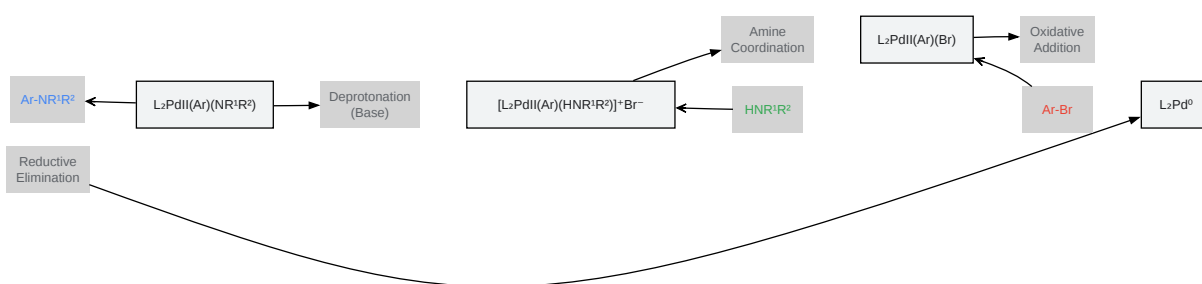 Amine
Coordination
L₂PdII(Ar)(Br)
Oxidative
Addition
Ar-NR¹R²
L₂PdII(Ar)(NR¹R²)
Deprotonation
(Base)
[L₂PdII(Ar)(HNR¹R²)]⁺Br⁻
HNR¹R²
Ar-Br
L₂Pd⁰
Reductive
Elimination